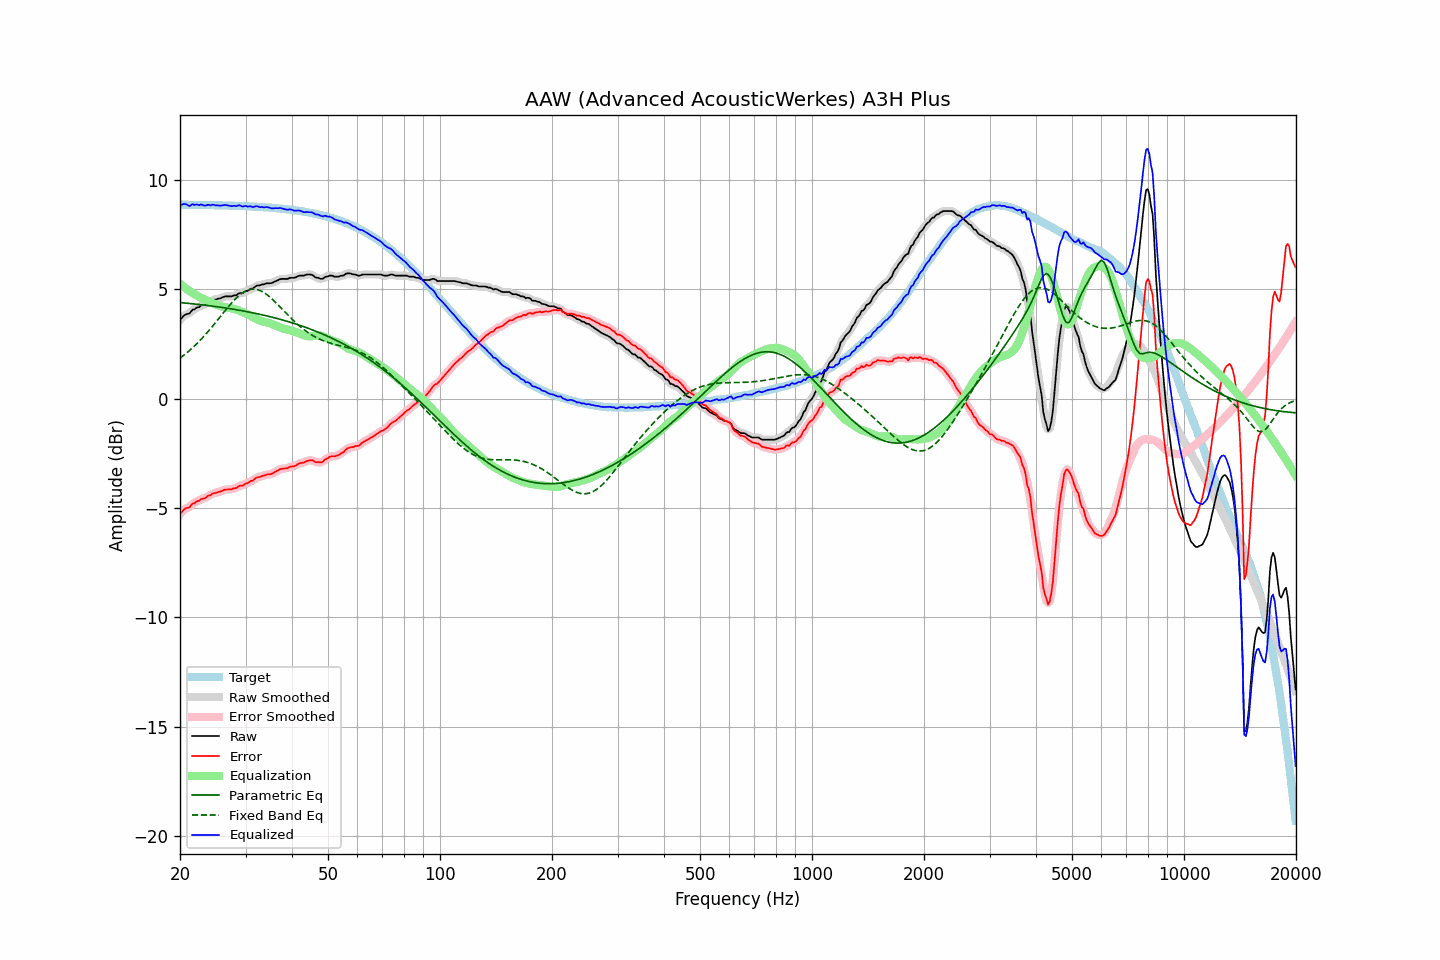 AAW (Advanced AcousticWerkes) A3H Plus
Amplitude (dBr)
10
5
0
−5
−10
−15
−20
Target
Raw Smoothed
Error Smoothed
Raw
Error
Equalization
Parametric Eq
Fixed Band Eq
Equalized
20 50 100 200 500 1000 2000 5000 10000 20000
Frequency (Hz)